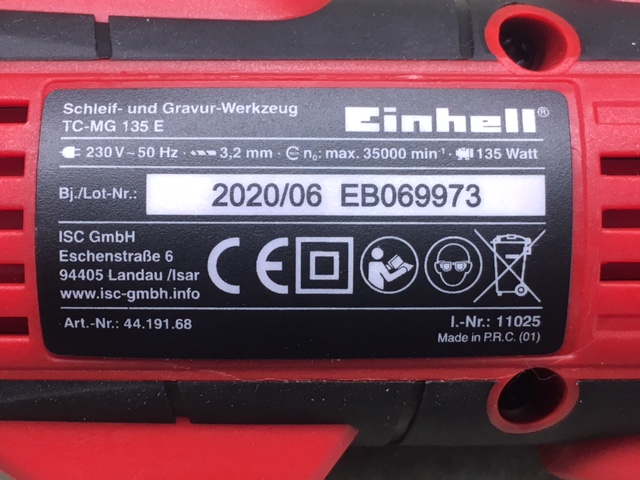 Schleif- und Gravur-Werkzeug
TC-MG 135 E
Einhell®
230 V ~ 50 Hz · 3,2 mm · n₀: max. 35000 min⁻¹ · 135 Watt
Bj./Lot-Nr.: 2020/06 EB069973
ISC GmbH
Eschenstraße 6
94405 Landau /Isar
www.isc-gmbh.info
CE
Art.-Nr.: 44.191.68
I.-Nr.: 11025
Made in P.R.C. (01)